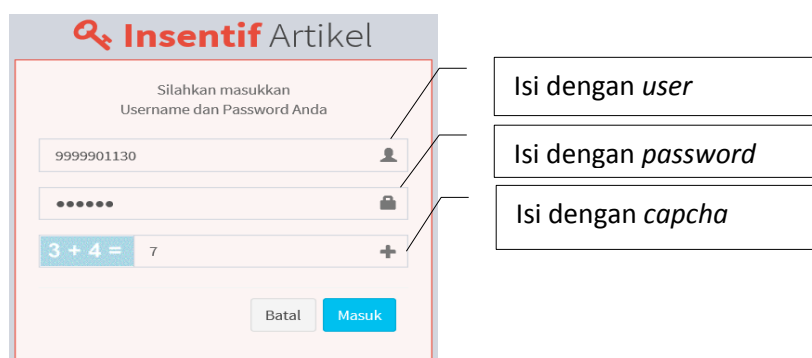 Insentif Artikel
Silahkan masukkan
Username dan Password Anda
9999901130
••••••
3 + 4 = 7
Batal Masuk
Isi dengan user
Isi dengan password
Isi dengan capcha